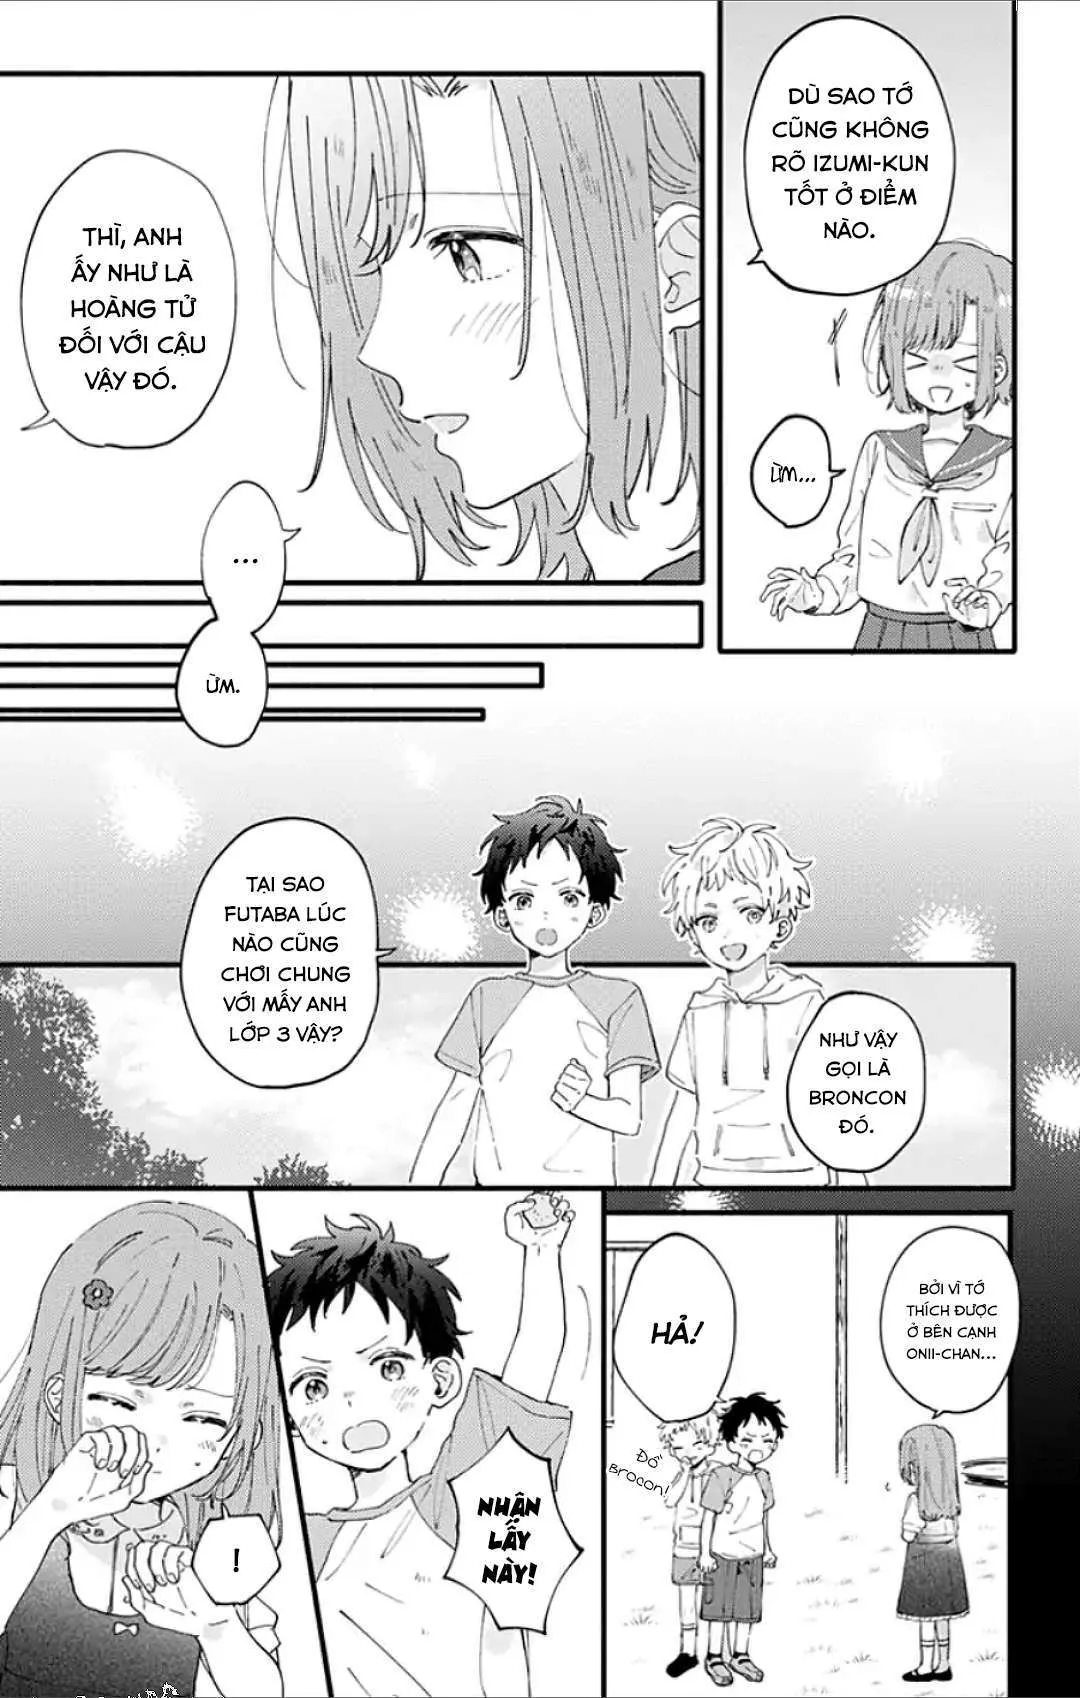 DÙ SAO TỚ
CŨNG KHÔNG
RÕ IZUMI-KUN
TỐT Ở ĐIỂM
NÀO.
ỪM...
THÌ, ANH
ẤY NHƯ LÀ
HOÀNG TỬ
ĐỐI VỚI CẬU
VẬY ĐÓ.
...
ỪM.
TẠI SAO
FUTABA LÚC
NÀO CŨNG
CHƠI CHUNG
VỚI MẤY ANH
LỚP 3 VẬY?
NHƯ VẬY
GỌI LÀ
BRONCON
ĐÓ.
BỞI VÌ TỚ
THÍCH ĐƯỢC
Ở BÊN CẠNH
ONII-CHAN...
HẢ!
ĐỒ
BROCON!
NHẬN
LẤY
NÀY!
!